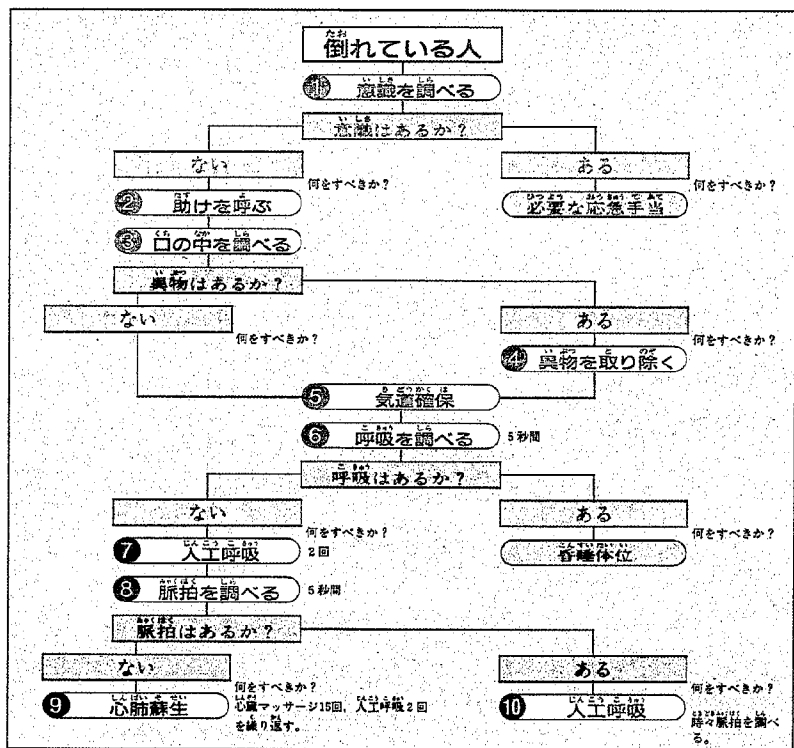 倒れている人
① 意識を調べる
意識はあるか?
ない
ある
何をすべきか?
何をすべきか?
② 助けを呼ぶ
必要な応急手当
③ 口の中を調べる
異物はあるか?
ない
ある
何をすべきか?
何をすべきか?
④ 異物を取り除く
⑤ 気道確保
⑥ 呼吸を調べる 5秒間
呼吸はあるか?
ない
ある
何をすべきか?
何をすべきか?
⑦ 人工呼吸 2回
昏睡体位
⑧ 脈拍を調べる 5秒間
脈拍はあるか?
ない
ある
何をすべきか?
何をすべきか?
⑨ 心肺蘇生
心臓マッサージ15回,人工呼吸2回
を繰り返す。
⑩ 人工呼吸
時々脈拍を調べ
る。